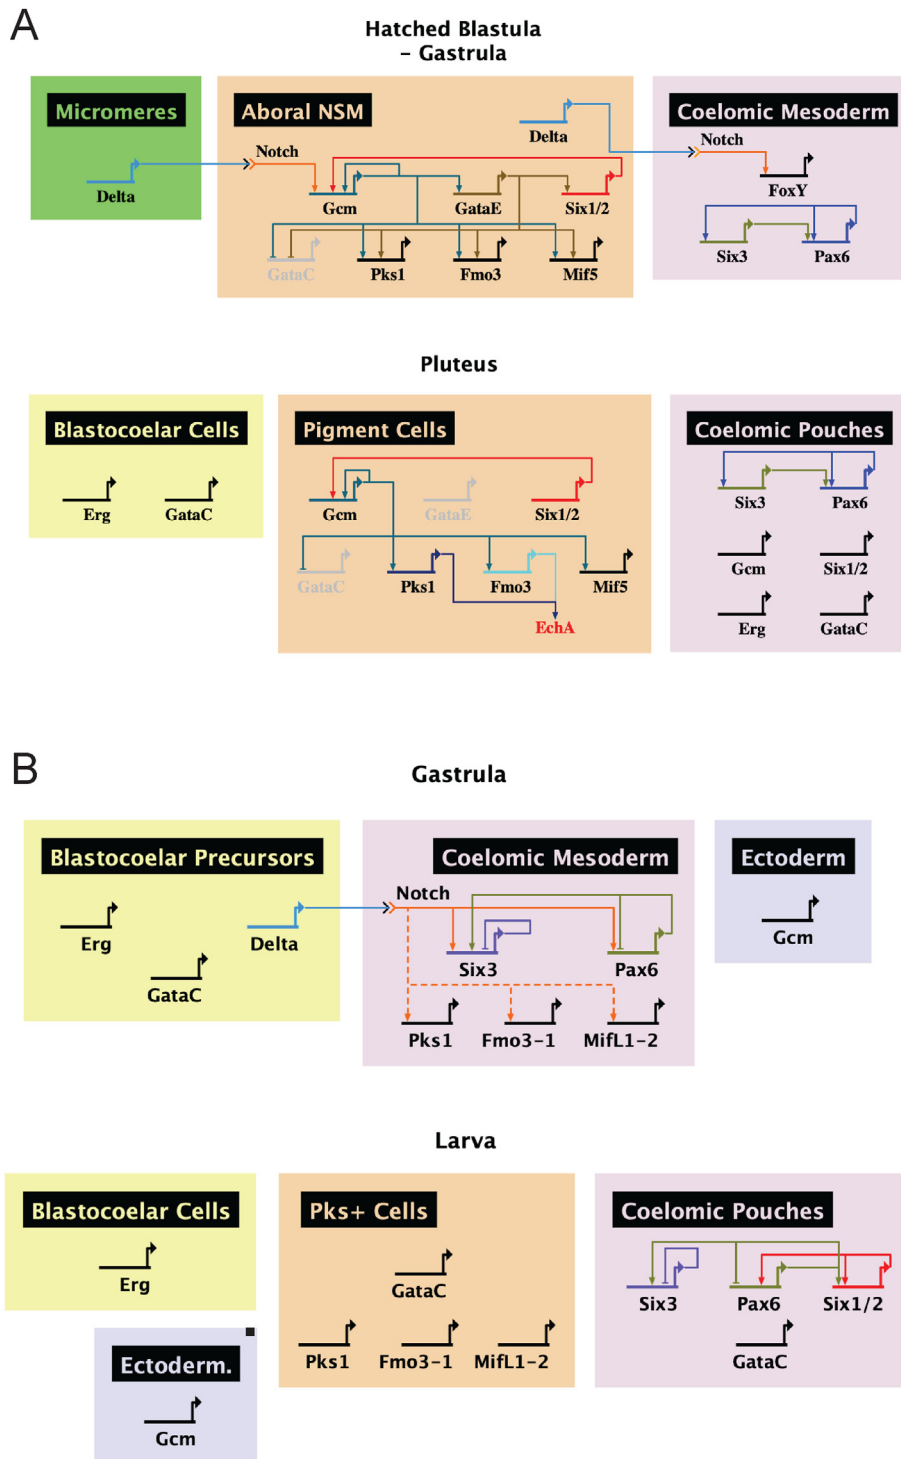 A
Hatched Blastula
– Gastrula
Micromeres
Aboral NSM
Coelomic Mesoderm
Delta
Notch
Notch
Delta
FoxY
Gcm
GataE
Six1/2
Six3
Pax6
GataC
Pks1
Fmo3
Mif5
Pluteus
Blastocoelar Cells
Pigment Cells
Coelomic Pouches
Erg
GataC
Gcm
GataE
Six1/2
Six3
Pax6
GataC
Pks1
Fmo3
Mif5
Gcm
Six1/2
EchA
Erg
GataC
B
Gastrula
Blastocoelar Precursors
Coelomic Mesoderm
Ectoderm
Notch
Erg
Delta
Six3
Pax6
Gcm
GataC
Pks1
Fmo3-1
MifL1-2
Larva
Blastocoelar Cells
Pks+ Cells
Coelomic Pouches
Erg
GataC
Six3
Pax6
Six1/2
Pks1
Fmo3-1
MifL1-2
GataC
Ectoderm.
Gcm